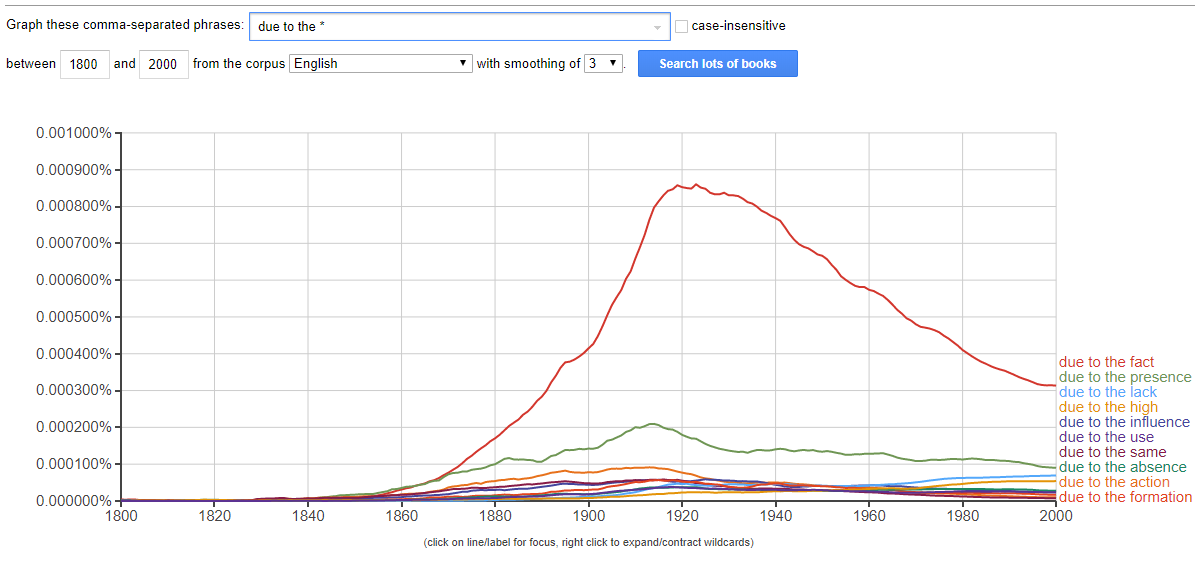 Graph these comma-separated phrases: due to the * case-insensitive
between 1800 and 2000 from the corpus English with smoothing of 3 . Search lots of books
0.001000%
0.000900%
0.000800%
0.000700%
0.000600%
0.000500%
0.000400%
0.000300%
0.000200%
0.000100%
0.000000%
1800 1820 1840 1860 1880 1900 1920 1940 1960 1980 2000
due to the fact
due to the presence
due to the lack
due to the high
due to the influence
due to the use
due to the same
due to the absence
due to the action
due to the formation
(click on line/label for focus, right click to expand/contract wildcards)